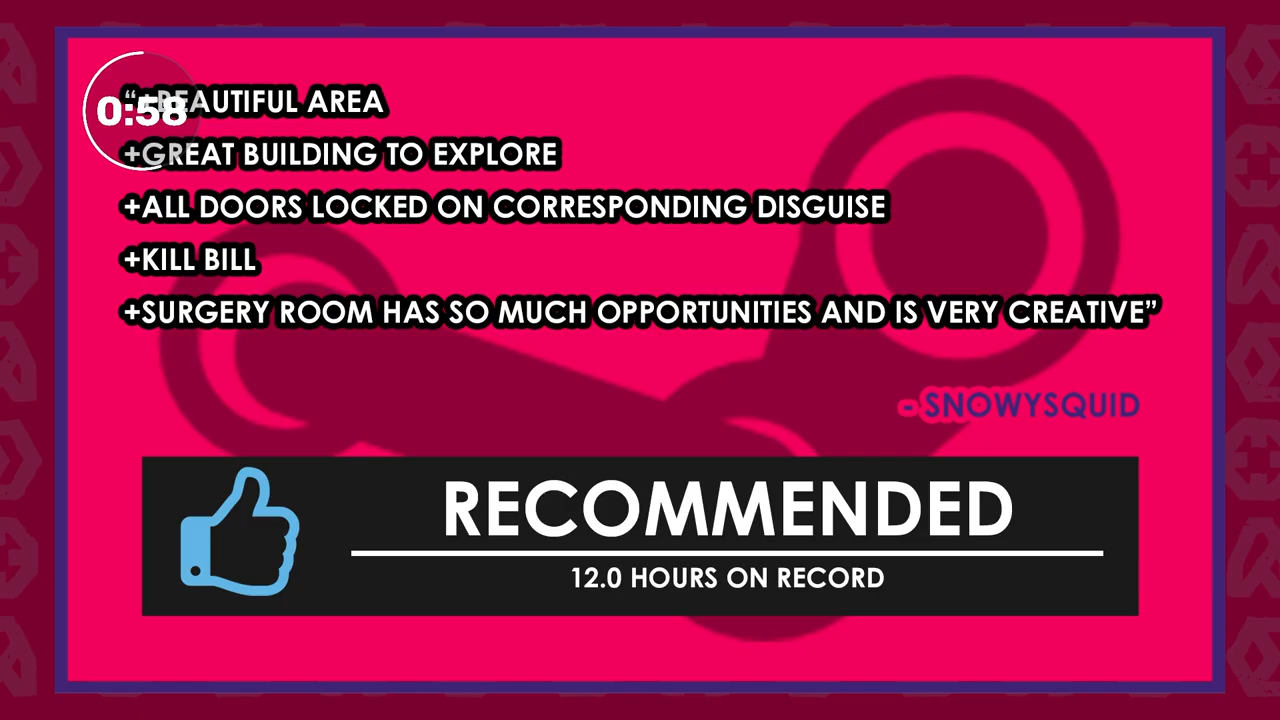 “+BEAUTIFUL AREA
0:58
+GREAT BUILDING TO EXPLORE
+ALL DOORS LOCKED ON CORRESPONDING DISGUISE
+KILL BILL
+SURGERY ROOM HAS SO MUCH OPPORTUNITIES AND IS VERY CREATIVE”
- SNOWYSQUID
RECOMMENDED
12.0 HOURS ON RECORD